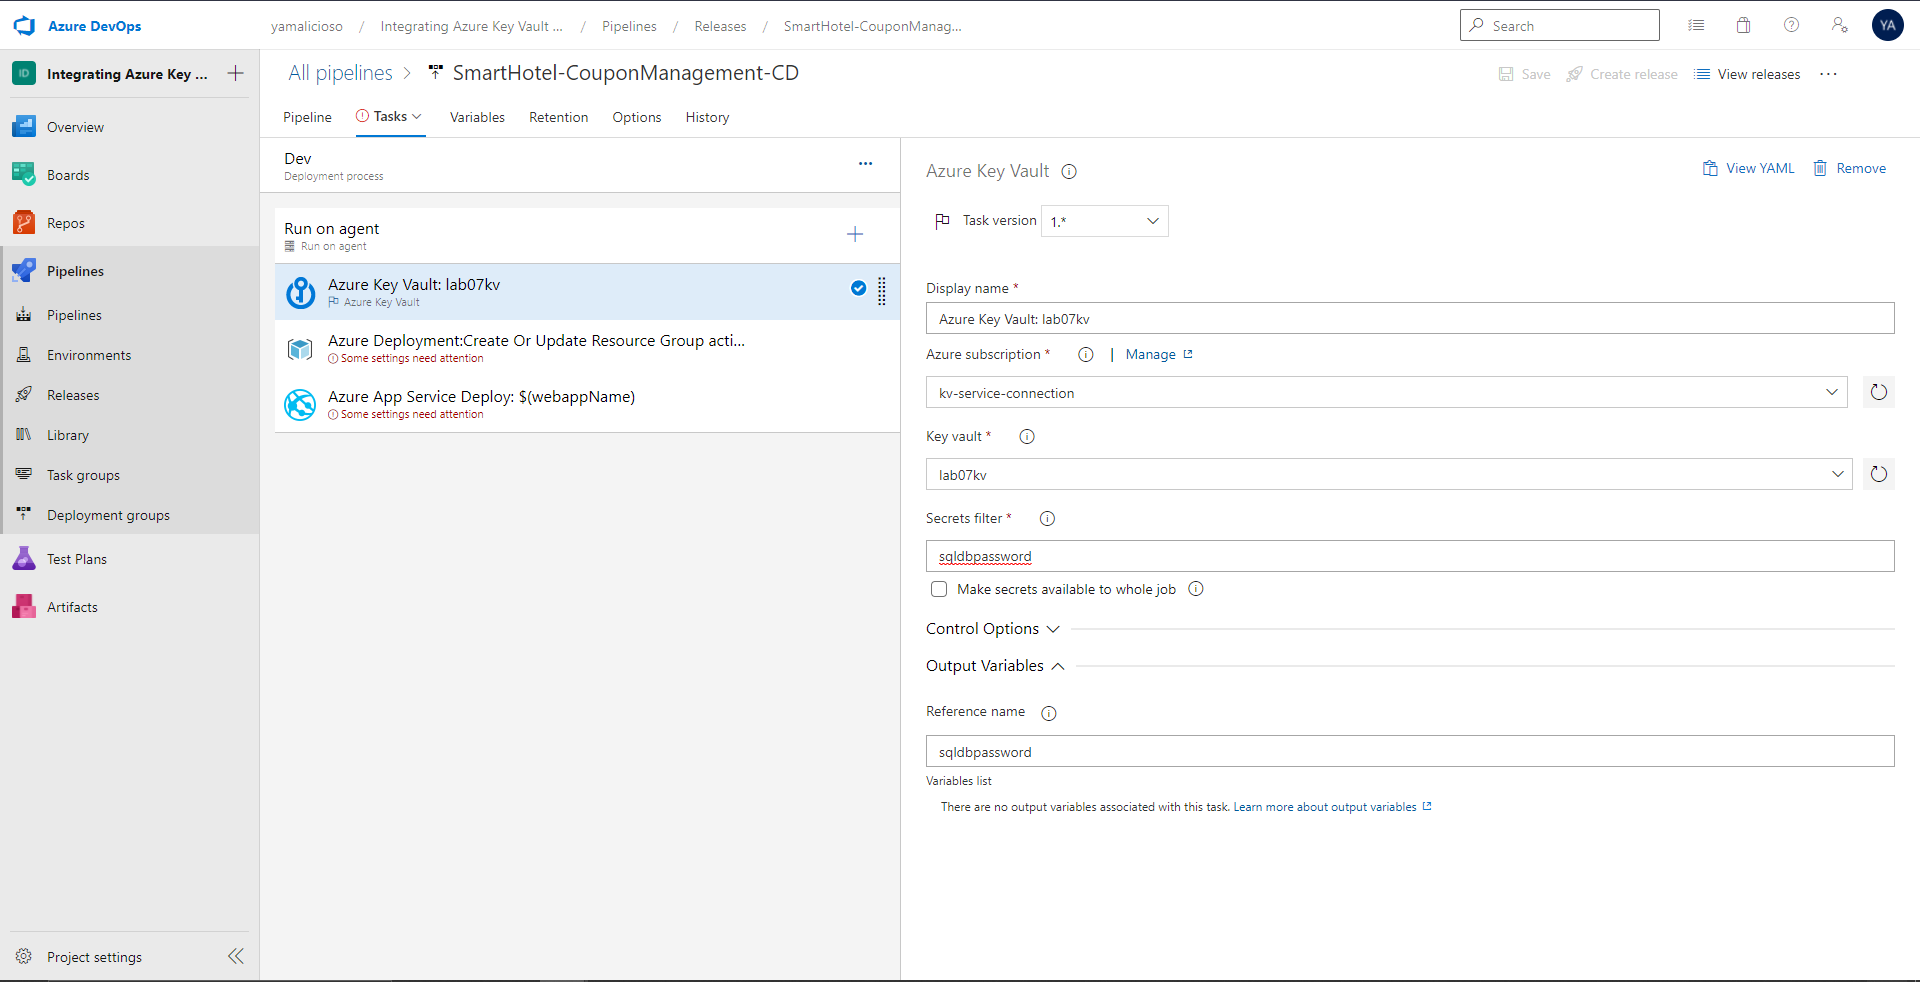 Azure DevOps
yamalicioso / Integrating Azure Key Vault ... / Pipelines / Releases / SmartHotel-CouponManag...
Search
YA
ID Integrating Azure Key ...
Overview
Boards
Repos
Pipelines
Pipelines
Environments
Releases
Library
Task groups
Deployment groups
Test Plans
Artifacts
Project settings
All pipelines > SmartHotel-CouponManagement-CD
Save Create release View releases ...
Pipeline Tasks Variables Retention Options History
Dev
Deployment process
...
Run on agent
Run on agent
Azure Key Vault: lab07kv
Azure Key Vault
Azure Deployment:Create Or Update Resource Group acti...
Some settings need attention
Azure App Service Deploy: $(webappName)
Some settings need attention
Azure Key Vault
View YAML Remove
Task version 1.*
Display name *
Azure Key Vault: lab07kv
Azure subscription * | Manage
kv-service-connection
Key vault *
lab07kv
Secrets filter *
sqldbpassword
Make secrets available to whole job
Control Options
Output Variables
Reference name
sqldbpassword
Variables list
There are no output variables associated with this task. Learn more about output variables